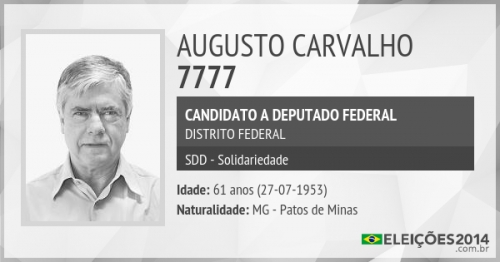 AUGUSTO CARVALHO
7777
CANDIDATO A DEPUTADO FEDERAL
DISTRITO FEDERAL
SDD - Solidariedade
Idade: 61 anos (27-07-1953)
Naturalidade: MG - Patos de Minas
ELEIÇÕES2014
.com.br